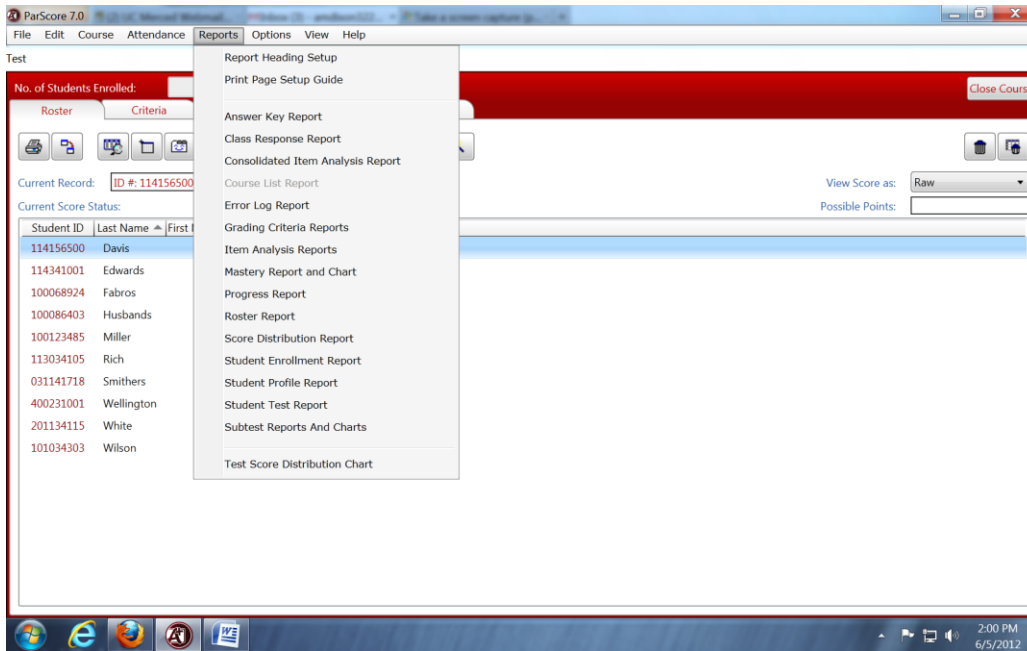 ParScore 7.0
File Edit Course Attendance Reports Options View Help
Test
No. of Students Enrolled:
Close Cours
Roster Criteria
Current Record: ID #: 114156500
View Score as: Raw
Current Score Status:
Possible Points:
Student ID Last Name First
114156500 Davis
114341001 Edwards
100068924 Fabros
100086403 Husbands
100123485 Miller
113034105 Rich
031141718 Smithers
400231001 Wellington
201134115 White
101034303 Wilson
Report Heading Setup
Print Page Setup Guide
Answer Key Report
Class Response Report
Consolidated Item Analysis Report
Course List Report
Error Log Report
Grading Criteria Reports
Item Analysis Reports
Mastery Report and Chart
Progress Report
Roster Report
Score Distribution Report
Student Enrollment Report
Student Profile Report
Student Test Report
Subtest Reports And Charts
Test Score Distribution Chart
2:00 PM
6/5/2012